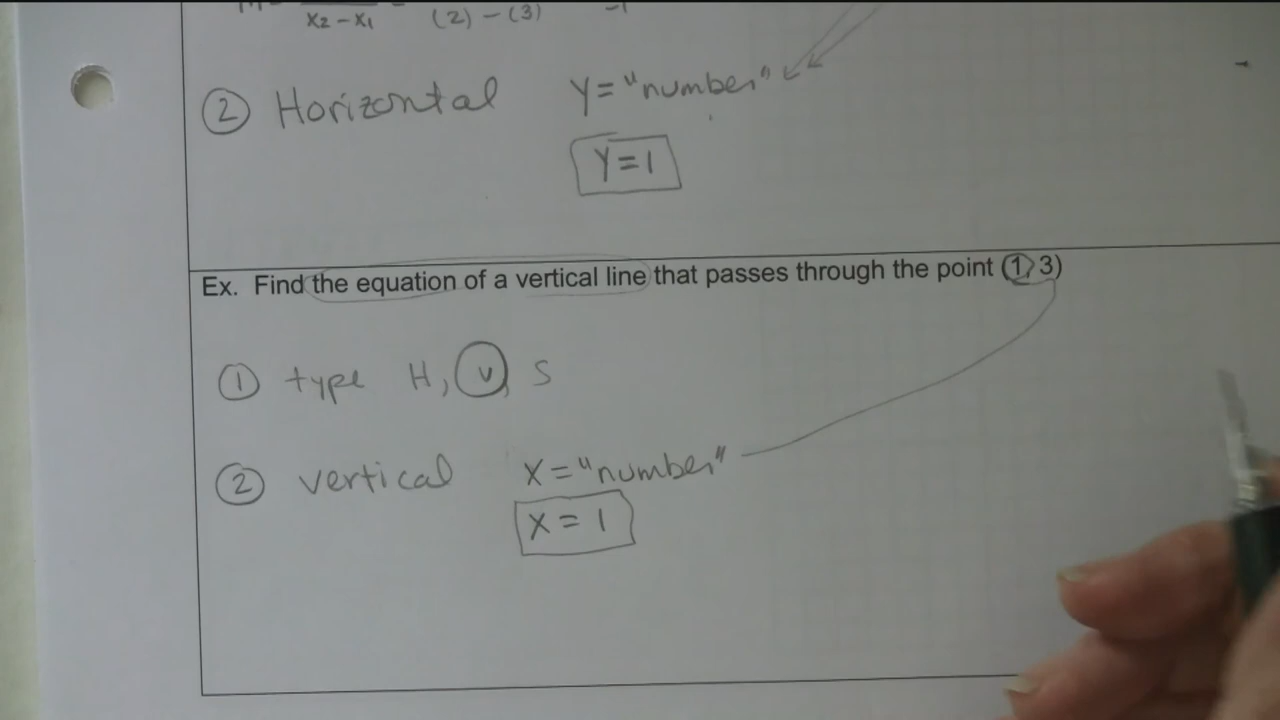 x₂ - x₁ (2) - (3) -1
② Horizontal y = "number"
y = 1
Ex. Find the equation of a vertical line that passes through the point (1, 3)
① type H, V, S
② vertical x = "number"
x = 1